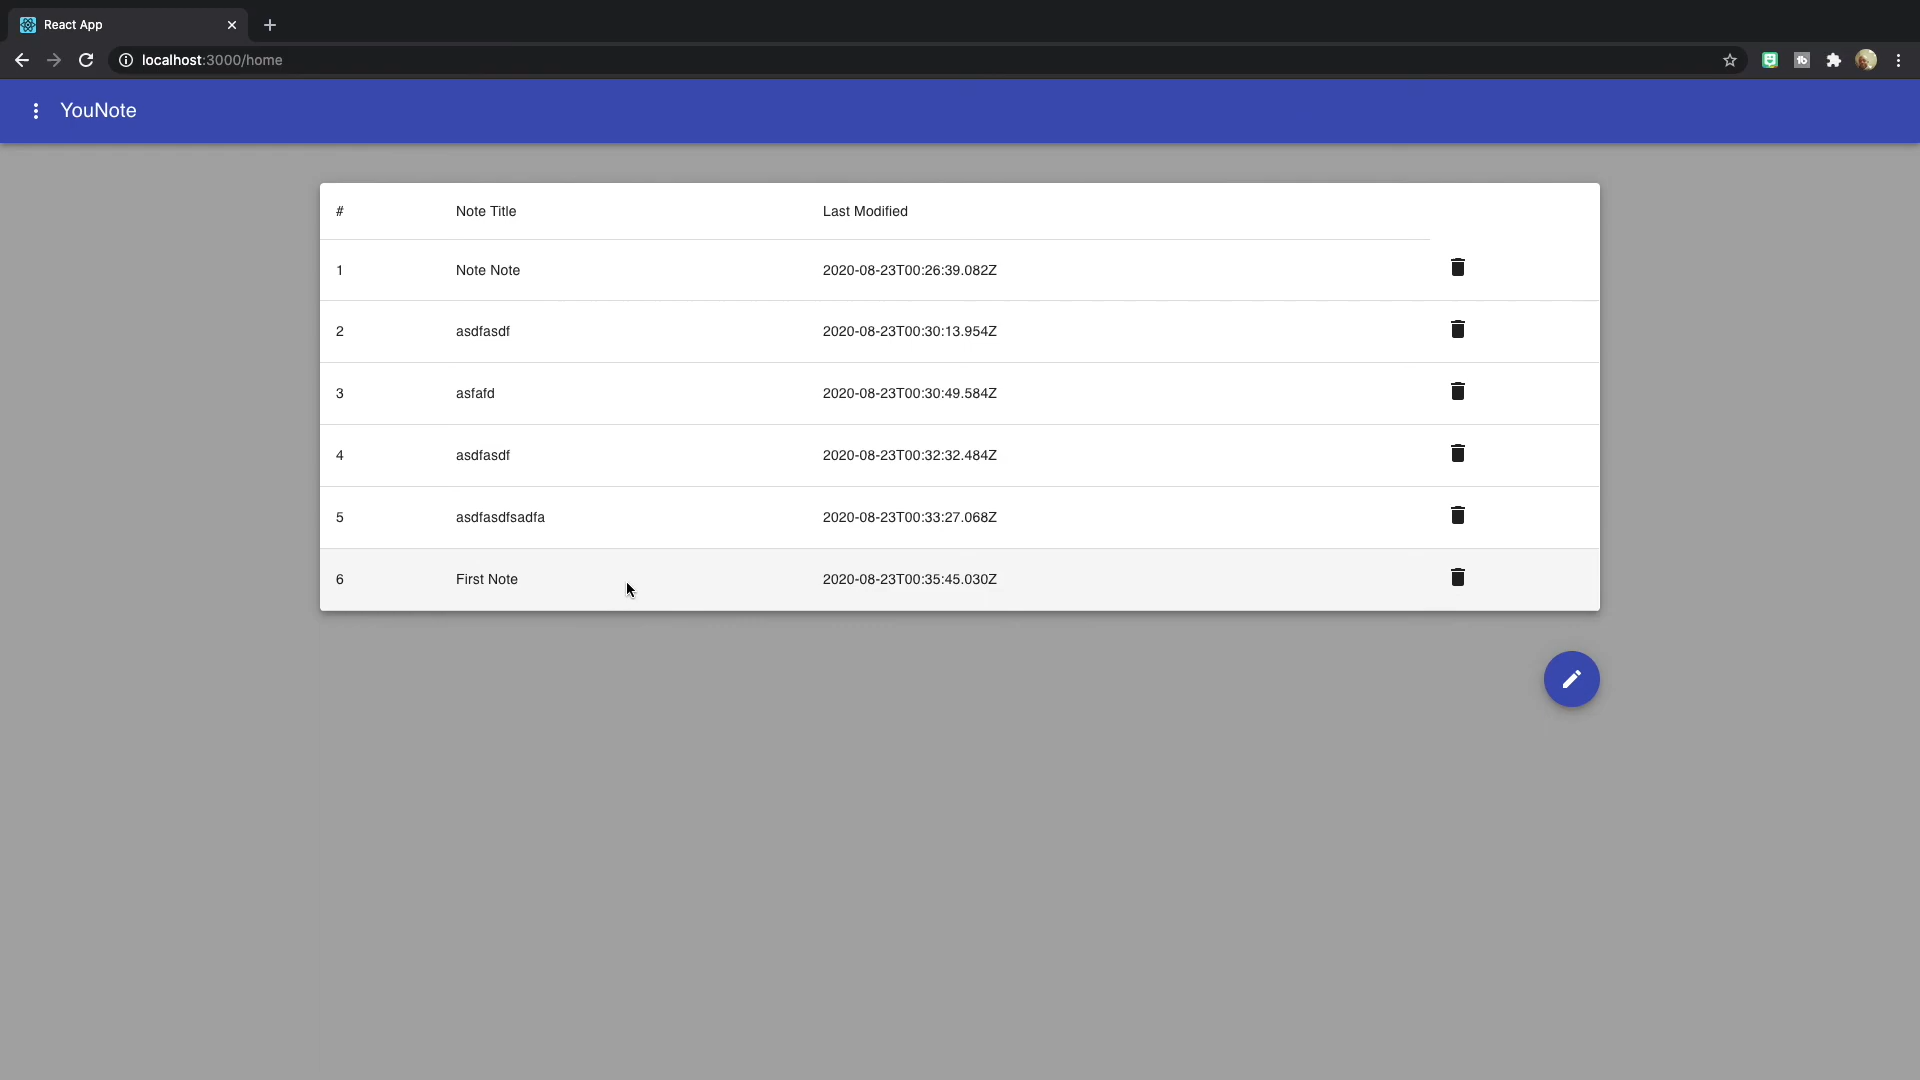 React App
localhost:3000/home
YouNote
# Note Title Last Modified
1 Note Note 2020-08-23T00:26:39.082Z
2 asdfasdf 2020-08-23T00:30:13.954Z
3 asfafd 2020-08-23T00:30:49.584Z
4 asdfasdf 2020-08-23T00:32:32.484Z
5 asdfasdfsadfa 2020-08-23T00:33:27.068Z
6 First Note 2020-08-23T00:35:45.030Z